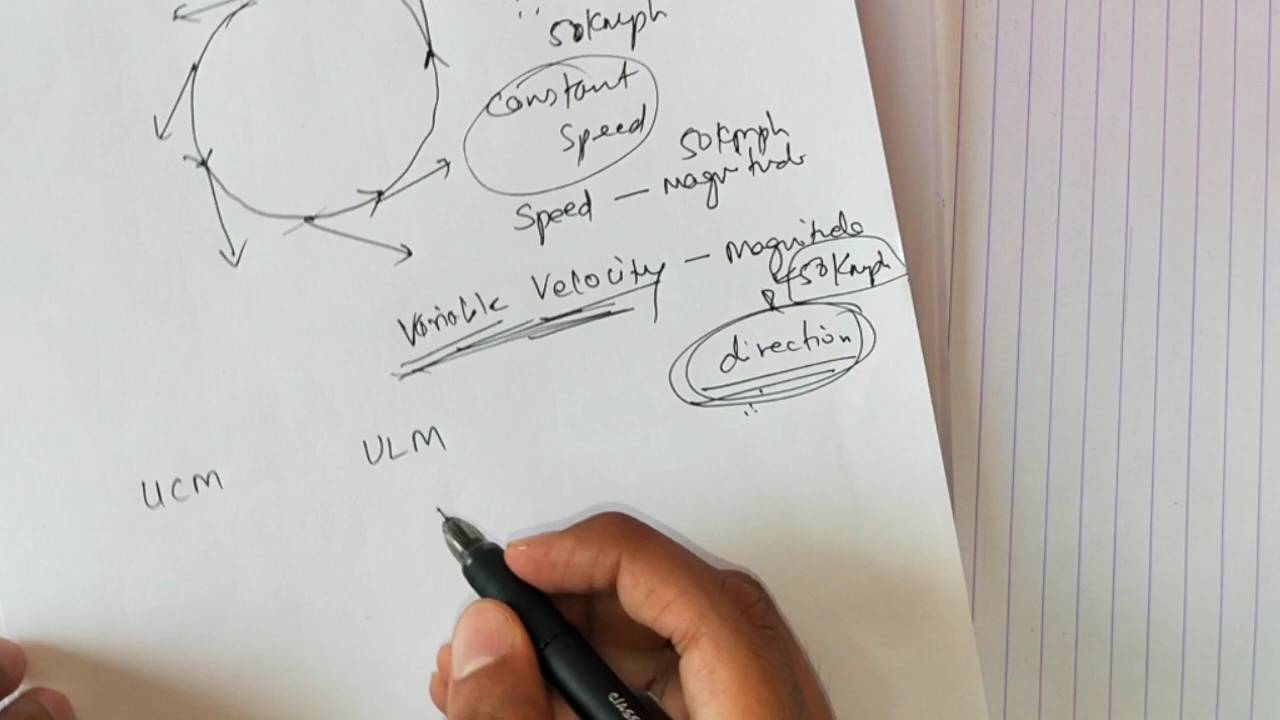 50Kmph
Constant
Speed
50Kmph
Speed — Magnitude
Variable Velocity — Magnitude
50Kmph
&
direction
UCM ULM